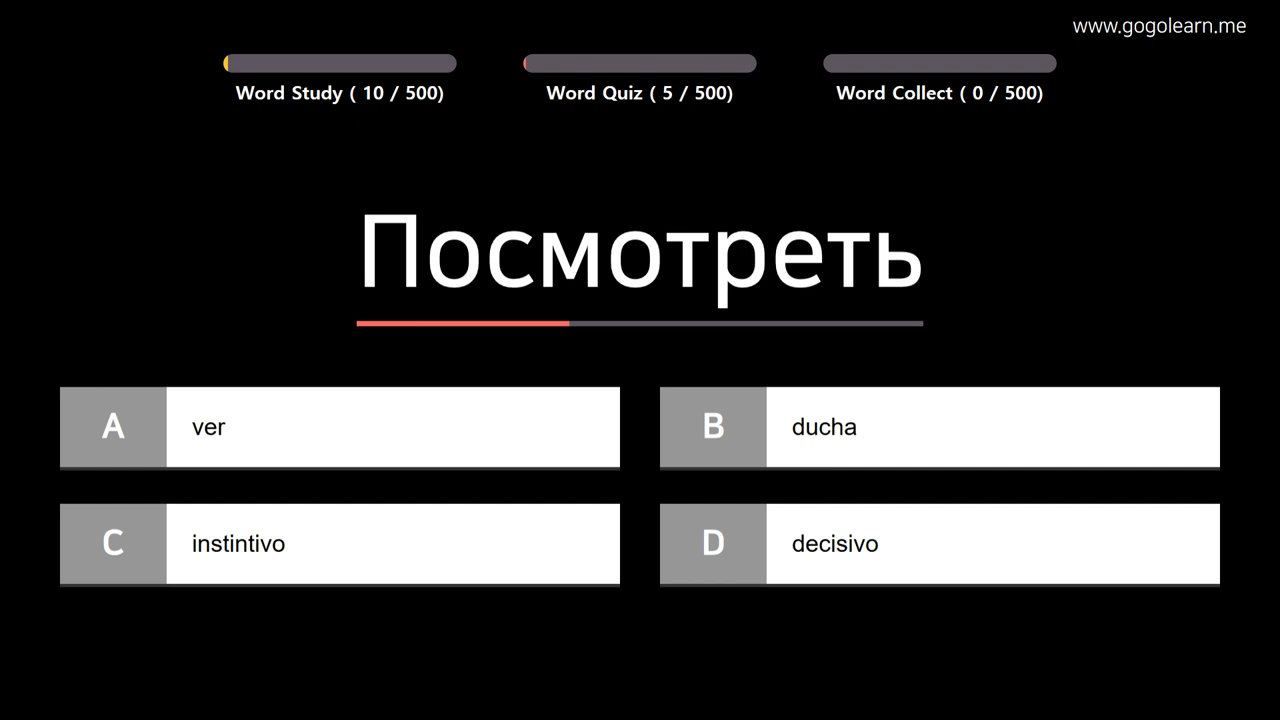 www.gogolearn.me
Word Study ( 10 / 500)
Word Quiz ( 5 / 500)
Word Collect ( 0 / 500)
Посмотреть
A ver
B ducha
C instintivo
D decisivo